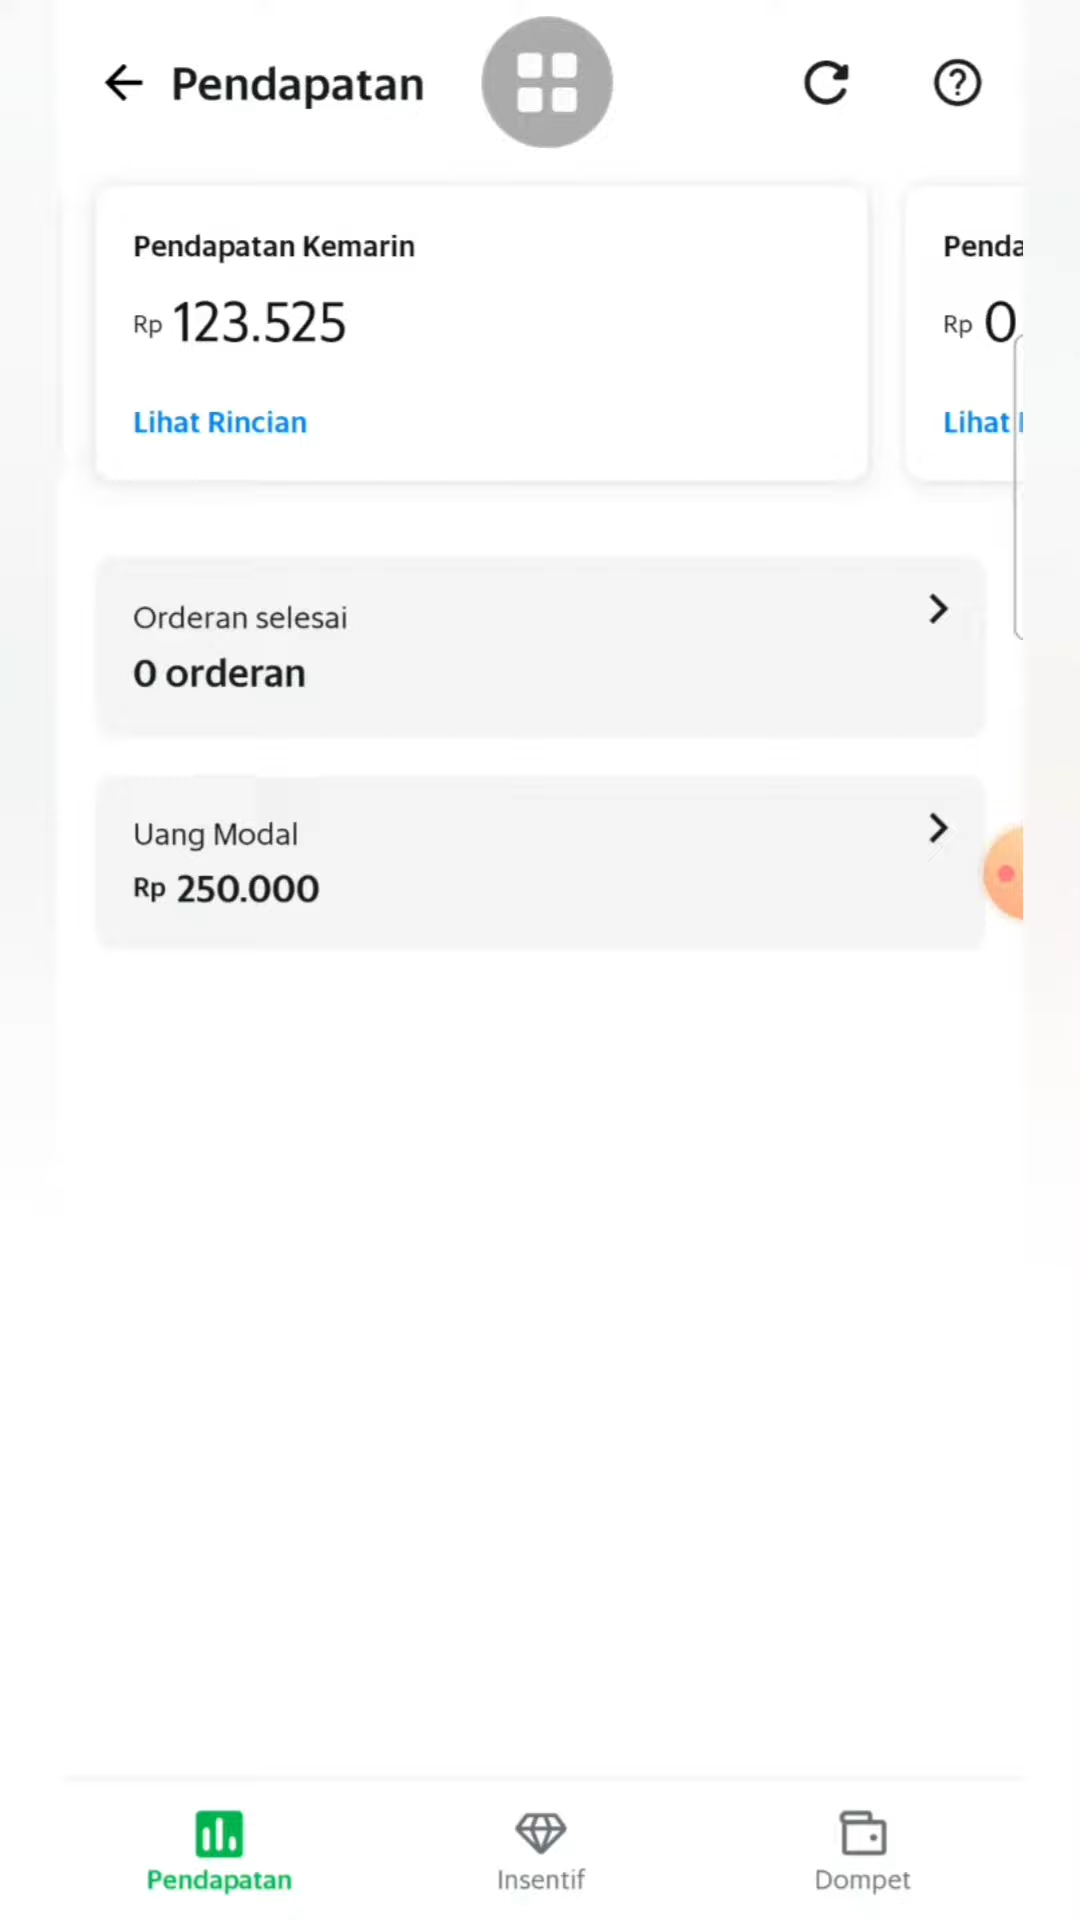 Pendapatan
Pendapatan Kemarin
Rp 123.525
Lihat Rincian
Penda
Rp 0
Lihat
Orderan selesai
0 orderan
Uang Modal
Rp 250.000
Pendapatan
Insentif
Dompet